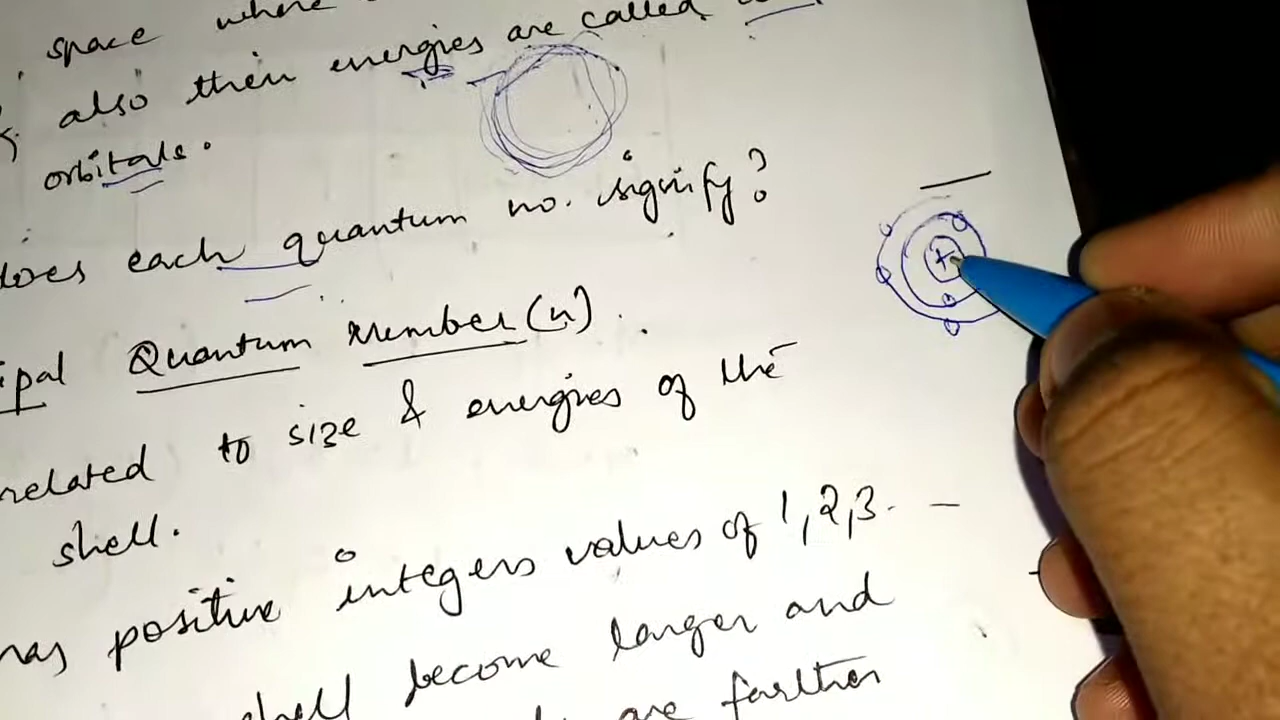 space where
also their energies are called
orbitals.
does each quantum no. signify?
ipal Quantum Number (n).
related to size & energies of the
shell.
has positive integers values of 1,2,3. –
shell become larger and
are farther
+